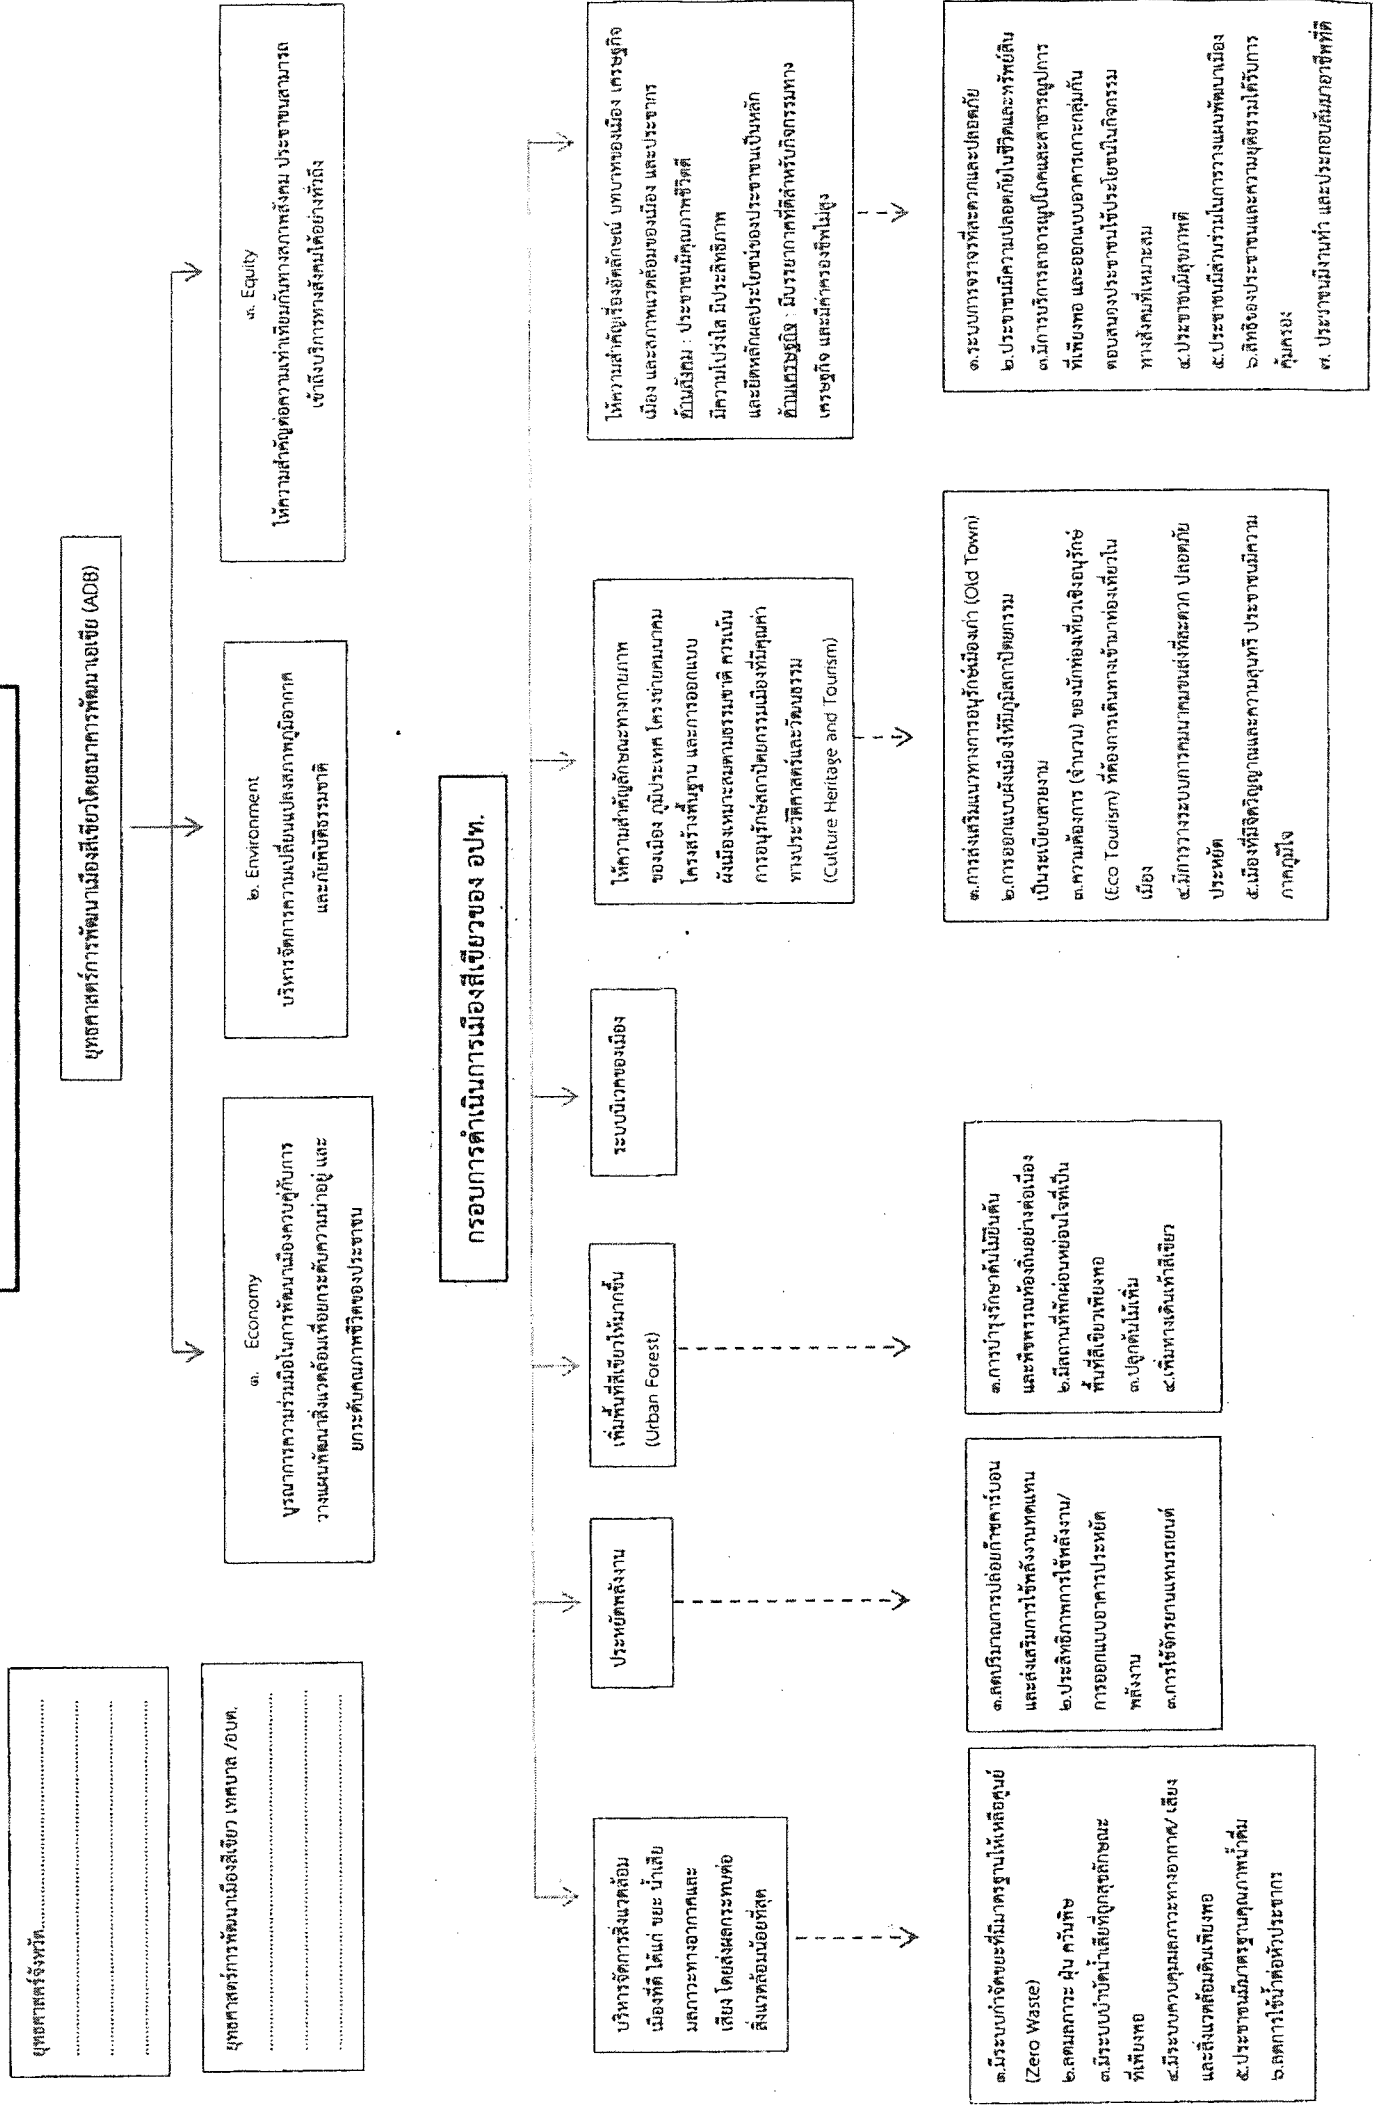 ยุทธศาสตร์จังหวัด
ยุทธศาสตร์การพัฒนาเมืองสีเขียว เทศบาล /อบต.
ยุทธศาสตร์การพัฒนาเมืองสีเขียวโดยธนาคารพัฒนาเอเชีย (ADB)
๑. Economy
บูรณาการความร่วมมือในการพัฒนาเมืองควบคู่กับการ
วางแผนพัฒนาสิ่งแวดล้อมเพื่อยกระดับความน่าอยู่ และ
ยกระดับคุณภาพชีวิตของประชาชน
๒. Environment
บริหารจัดการความเปลี่ยนแปลงสภาพภูมิอากาศ
และภัยพิบัติธรรมชาติ
๓. Equity
ให้ความสำคัญต่อความเท่าเทียมกันทางสภาพสังคม ประชาชนสามารถ
เข้าถึงบริการทางสังคมได้อย่างทั่วถึง
กรอบการดำเนินการเมืองสีเขียวของ อปท.
บริหารจัดการสิ่งแวดล้อม
เมืองที่ดี ได้แก่ ขยะ น้ำเสีย
มลภาวะทางอากาศและ
เสียง โดยส่งผลกระทบต่อ
สิ่งแวดล้อมน้อยที่สุด
ประหยัดพลังงาน
เพิ่มพื้นที่สีเขียวให้มากขึ้น
(Urban Forest)
ระบบนิเวศของเมือง
ให้ความสำคัญลักษณะทางกายภาพ
ของเมือง ภูมิประเทศ โครงข่ายคมนาคม
โครงสร้างพื้นฐาน และการออกแบบ
ผังเมืองเหมาะสมตามธรรมชาติ ควรเน้น
การอนุรักษ์สถาปัตยกรรมเมืองที่มีคุณค่า
ทางประวัติศาสตร์และวัฒนธรรม
(Culture Heritage and Tourism)
ให้ความสำคัญเรื่องอัตลักษณ์ บทบาทของเมือง เศรษฐกิจ
เมือง และสภาพแวดล้อมของเมือง และประชากร
ด้านสังคม : ประชาชนมีคุณภาพชีวิตดี
มีความโปร่งใส มีประสิทธิภาพ
และยึดหลักผลประโยชน์ของประชาชนเป็นหลัก
ด้านเศรษฐกิจ : มีบรรยากาศที่ดีสำหรับกิจกรรมทาง
เศรษฐกิจ และมีค่าครองชีพไม่สูง
๑.มีระบบกำจัดขยะที่มีมาตรฐานให้เหลือศูนย์
(Zero Waste)
๒.ลดมลภาวะ ฝุ่น ควันพิษ
๓.มีระบบบำบัดน้ำเสียที่ถูกสุขลักษณะ
ที่เพียงพอ
๔.มีระบบควบคุมมลภาวะทางอากาศ/ เสียง
และสิ่งแวดล้อมดินเพียงพอ
๕.ประชาชนมีมาตรฐานคุณภาพน้ำดื่ม
๖.ลดการใช้น้ำต่อหัวประชากร
๑.ลดปริมาณการปล่อยก๊าซคาร์บอน
และส่งเสริมการใช้พลังงานทดแทน
๒.ประสิทธิภาพการใช้พลังงาน/
การออกแบบอาคารประหยัด
พลังงาน
๓.การใช้จักรยานแทนรถยนต์
๑.การบำรุงรักษาต้นไม้ยืนต้น
และพืชพรรณท้องถิ่นอย่างต่อเนื่อง
๒.มีสถานที่พักผ่อนหย่อนใจที่เป็น
พื้นที่สีเขียวเพียงพอ
๓.ปลูกต้นไม้เพิ่ม
๔.เพิ่มทางเดินเท้าสีเขียว
๑.การส่งเสริมแนวทางการอนุรักษ์เมืองเก่า (Old Town)
๒.การออกแบบผังเมืองให้มีภูมิสถาปัตยกรรม
เป็นระเบียบสวยงาม
๓.ความต้องการ (จำนวน) ของนักท่องเที่ยวเชิงอนุรักษ์
(Eco Tourism) ที่ต้องการเดินทางเข้ามาท่องเที่ยวใน
เมือง
๔.มีการวางระบบการคมนาคมขนส่งที่สะดวก ปลอดภัย
ประหยัด
๕.เมืองที่มีจิตวิญญาณและความสุนทรี ประชาชนมีความ
ภาคภูมิใจ
๑.ระบบการจราจรที่สะดวกและปลอดภัย
๒.ประชาชนมีความปลอดภัยในชีวิตและทรัพย์สิน
๓.มีการบริการสาธารณูปโภคและสาธารณูปการ
ที่เพียงพอ และออกแบบอาคารเกาะกลุ่มกัน
ตอบสนองประชาชนใช้ประโยชน์ในกิจกรรม
ทางสังคมที่เหมาะสม
๔.ประชาชนมีสุขภาพดี
๕.ประชาชนมีส่วนร่วมในการวางแผนพัฒนาเมือง
๖.สิทธิของประชาชนและความยุติธรรมได้รับการ
คุ้มครอง
๗. ประชาชนมีงานทำ และประกอบสัมมาอาชีพที่ดี